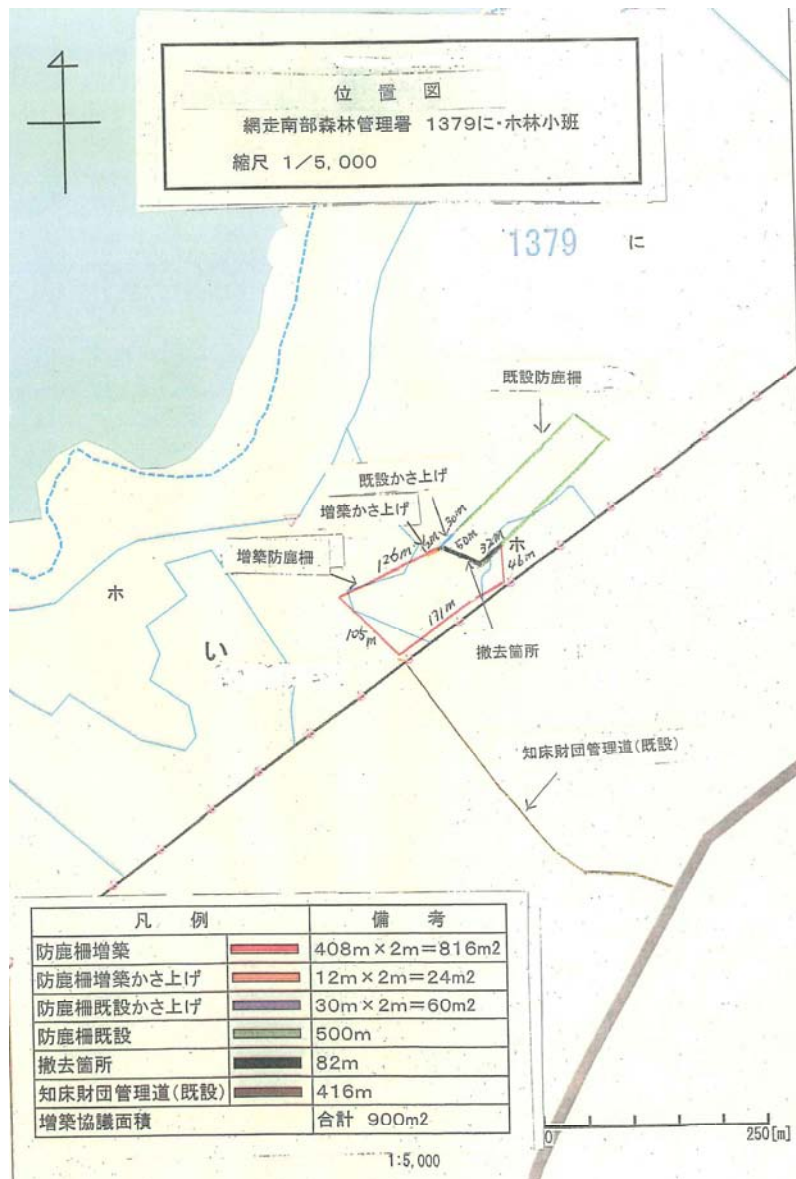 位 置 図
網走南部森林管理署 1379に・ホ林小班
縮尺 1/5,000
1379 に
既設防鹿柵
既設かさ上げ
増築かさ上げ
30m
増築防鹿柵
126m
50m
32m
ホ
46m
ホ
105m
171m
い
撤去箇所
知床財団管理道(既設)
凡 例 備 考
防鹿柵増築 408m×2m=816m2
防鹿柵増築かさ上げ 12m×2m=24m2
防鹿柵既設かさ上げ 30m×2m=60m2
防鹿柵既設 500m
撤去箇所 82m
知床財団管理道(既設) 416m
増築協議面積 合計 900m2
0 250[m]
1:5,000